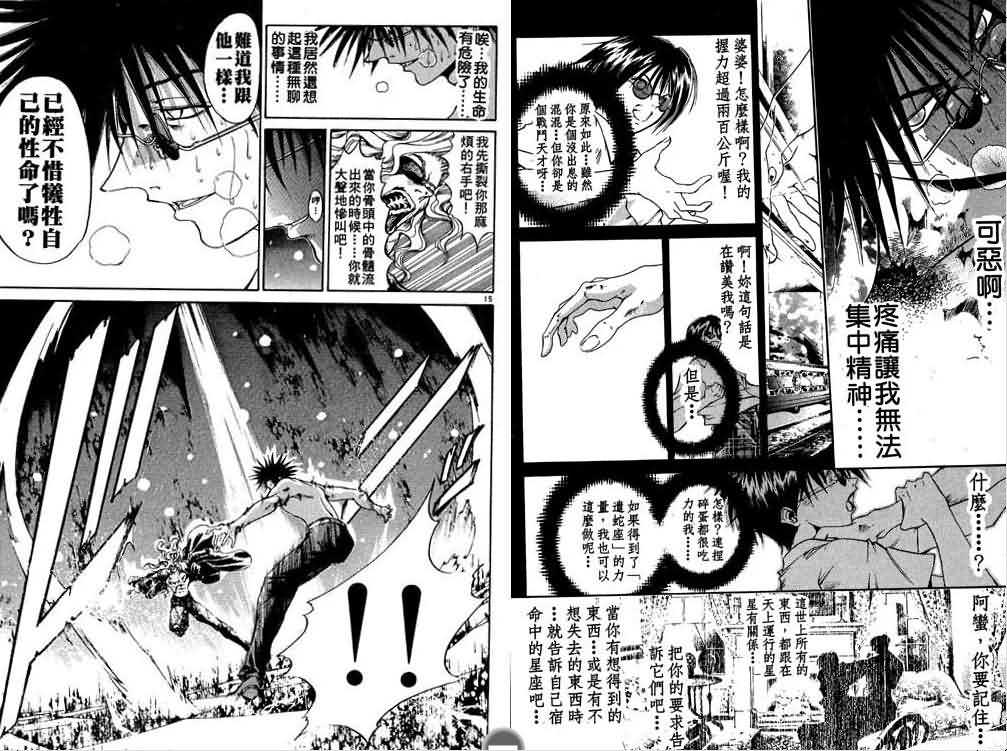 可惡啊…
疼痛讓我無法
集中精神……
婆婆！怎麼樣啊？我的
握力超過兩百公斤喔！
原來如此…雖然
你是個沒出息的
混混…但你卻是
個戰鬥天才呀…
啊！妳這句話是
在讚美我嗎？
但是…
什麼……？
怎樣？連捏
碎蛋都很吃
力的我……
如果得到了「
遺蛇座」的力
量，我也可以
這麼做呢…
阿蠻，你要記住…
這世上所有的
東西，都跟在
天上運行的星
星有關係…
把你的要求告
訴它們吧……
當你有想得到的
東西…或是有不
想失去的東西時
…就告訴自己宿
命中的星座吧…
唉…我的生命
有危險了……
我居然還想
起這種無聊
的事情……
難道我跟
他一樣…
已經不惜犧牲自
己的性命了嗎？
我先撕裂你那麻
煩的右手吧！
當你骨頭中的骨髓流
出來的時候……你就
大聲地慘叫吧！
呼…
15
！！